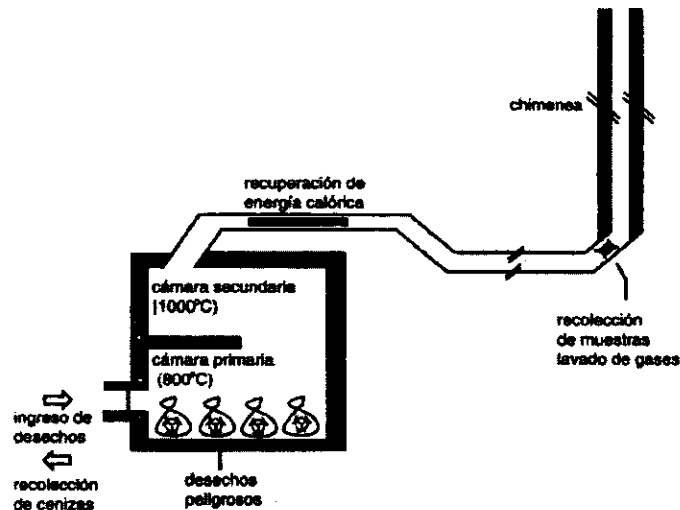 chimenea
recuperación de
energía calórica
cámara secundaria
(1000°C)
cámara primaria
(800°C)
recolección
de muestras
lavado de gases
ingreso de
desechos
recolección
de cenizas
desechos
peligrosos